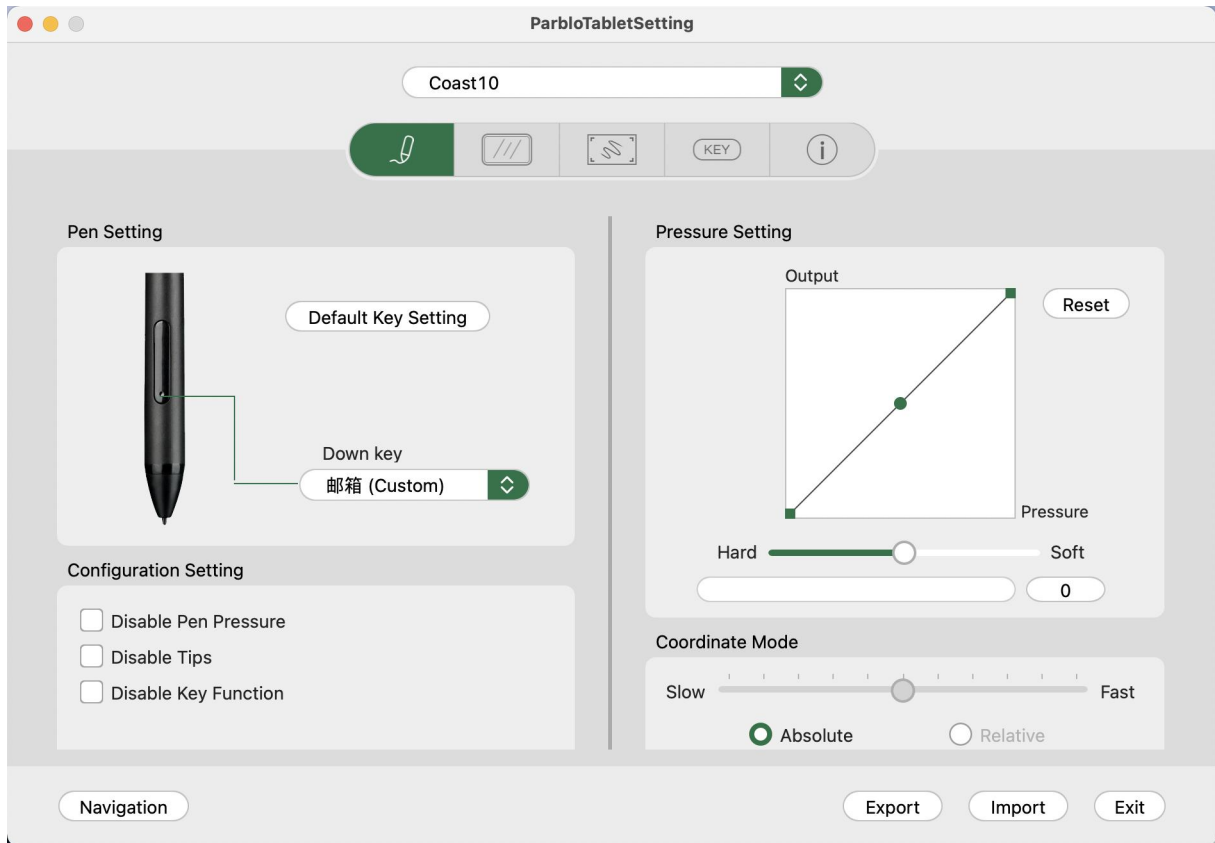 ParbloTabletSetting
Coast10
KEY
i
Pen Setting
Default Key Setting
Down key
邮箱 (Custom)
Configuration Setting
Disable Pen Pressure
Disable Tips
Disable Key Function
Pressure Setting
Output
Reset
Pressure
Hard
Soft
0
Coordinate Mode
Slow
Fast
Absolute
Relative
Navigation
Export
Import
Exit